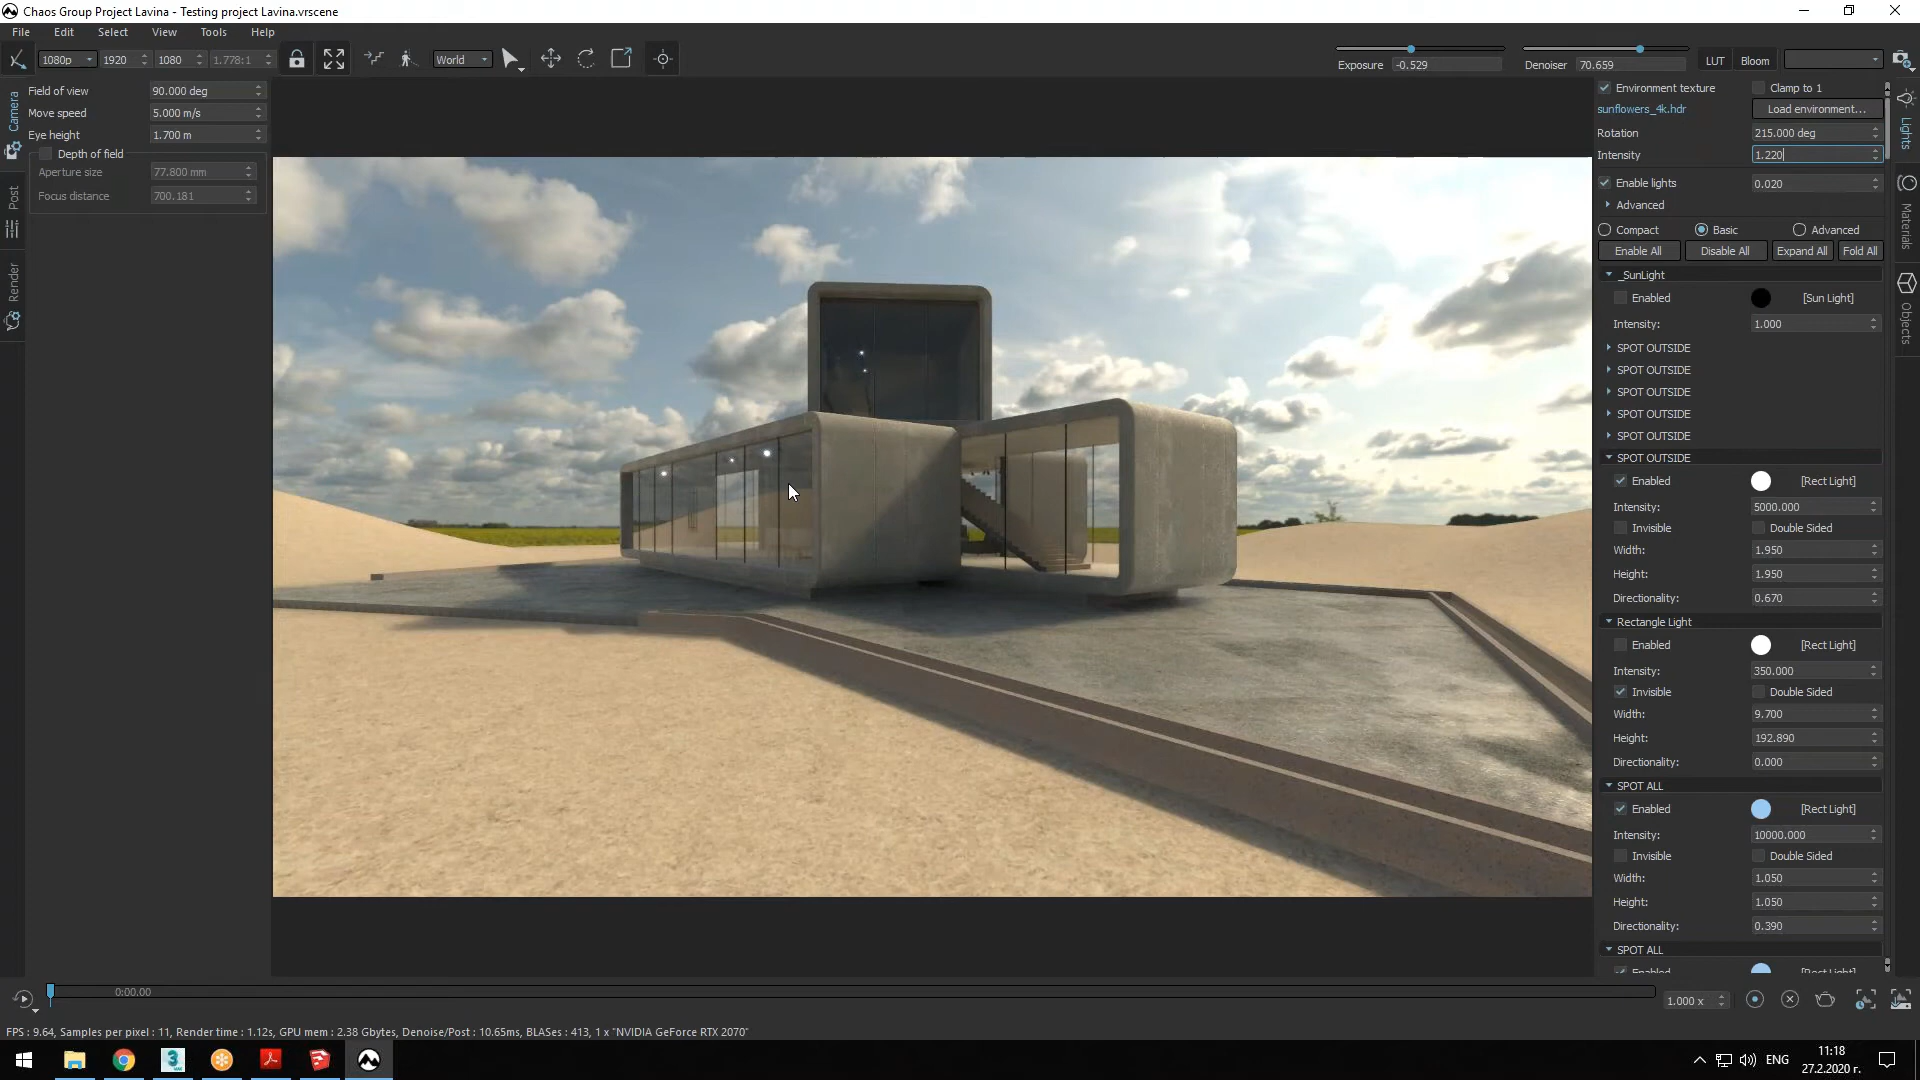 Chaos Group Project Lavina - Testing project Lavina.vrscene
File Edit Select View Tools Help
1080p 1920 1080 1.778:1 World
Exposure -0.529 Denoiser 70.659 LUT Bloom
Camera
Field of view 90.000 deg
Move speed 5.000 m/s
Eye height 1.700 m
Depth of field
Aperture size 77.800 mm
Focus distance 700.181
Post
Render
Environment texture Clamp to 1
sunflowers_4k.hdr Load environment...
Rotation 215.000 deg
Intensity 1.220
Enable lights 0.020
Advanced
Compact Basic Advanced
Enable All Disable All Expand All Fold All
_SunLight
Enabled [Sun Light]
Intensity: 1.000
SPOT OUTSIDE
SPOT OUTSIDE
SPOT OUTSIDE
SPOT OUTSIDE
SPOT OUTSIDE
SPOT OUTSIDE
Enabled [Rect Light]
Intensity: 5000.000
Invisible Double Sided
Width: 1.950
Height: 1.950
Directionality: 0.670
Rectangle Light
Enabled [Rect Light]
Intensity: 350.000
Invisible Double Sided
Width: 9.700
Height: 192.890
Directionality: 0.000
SPOT ALL
Enabled [Rect Light]
Intensity: 10000.000
Invisible Double Sided
Width: 1.050
Height: 1.050
Directionality: 0.390
SPOT ALL
Enabled [Rect Light]
Lights
Materials
Objects
0:00.00
1.000 x
FPS : 9.64, Samples per pixel : 11, Render time : 1.12s, GPU mem : 2.38 Gbytes, Denoise/Post : 10.65ms, BLASes : 413, 1 x "NVIDIA GeForce RTX 2070"
3
MAX
ENG
11:18
27.2.2020 г.